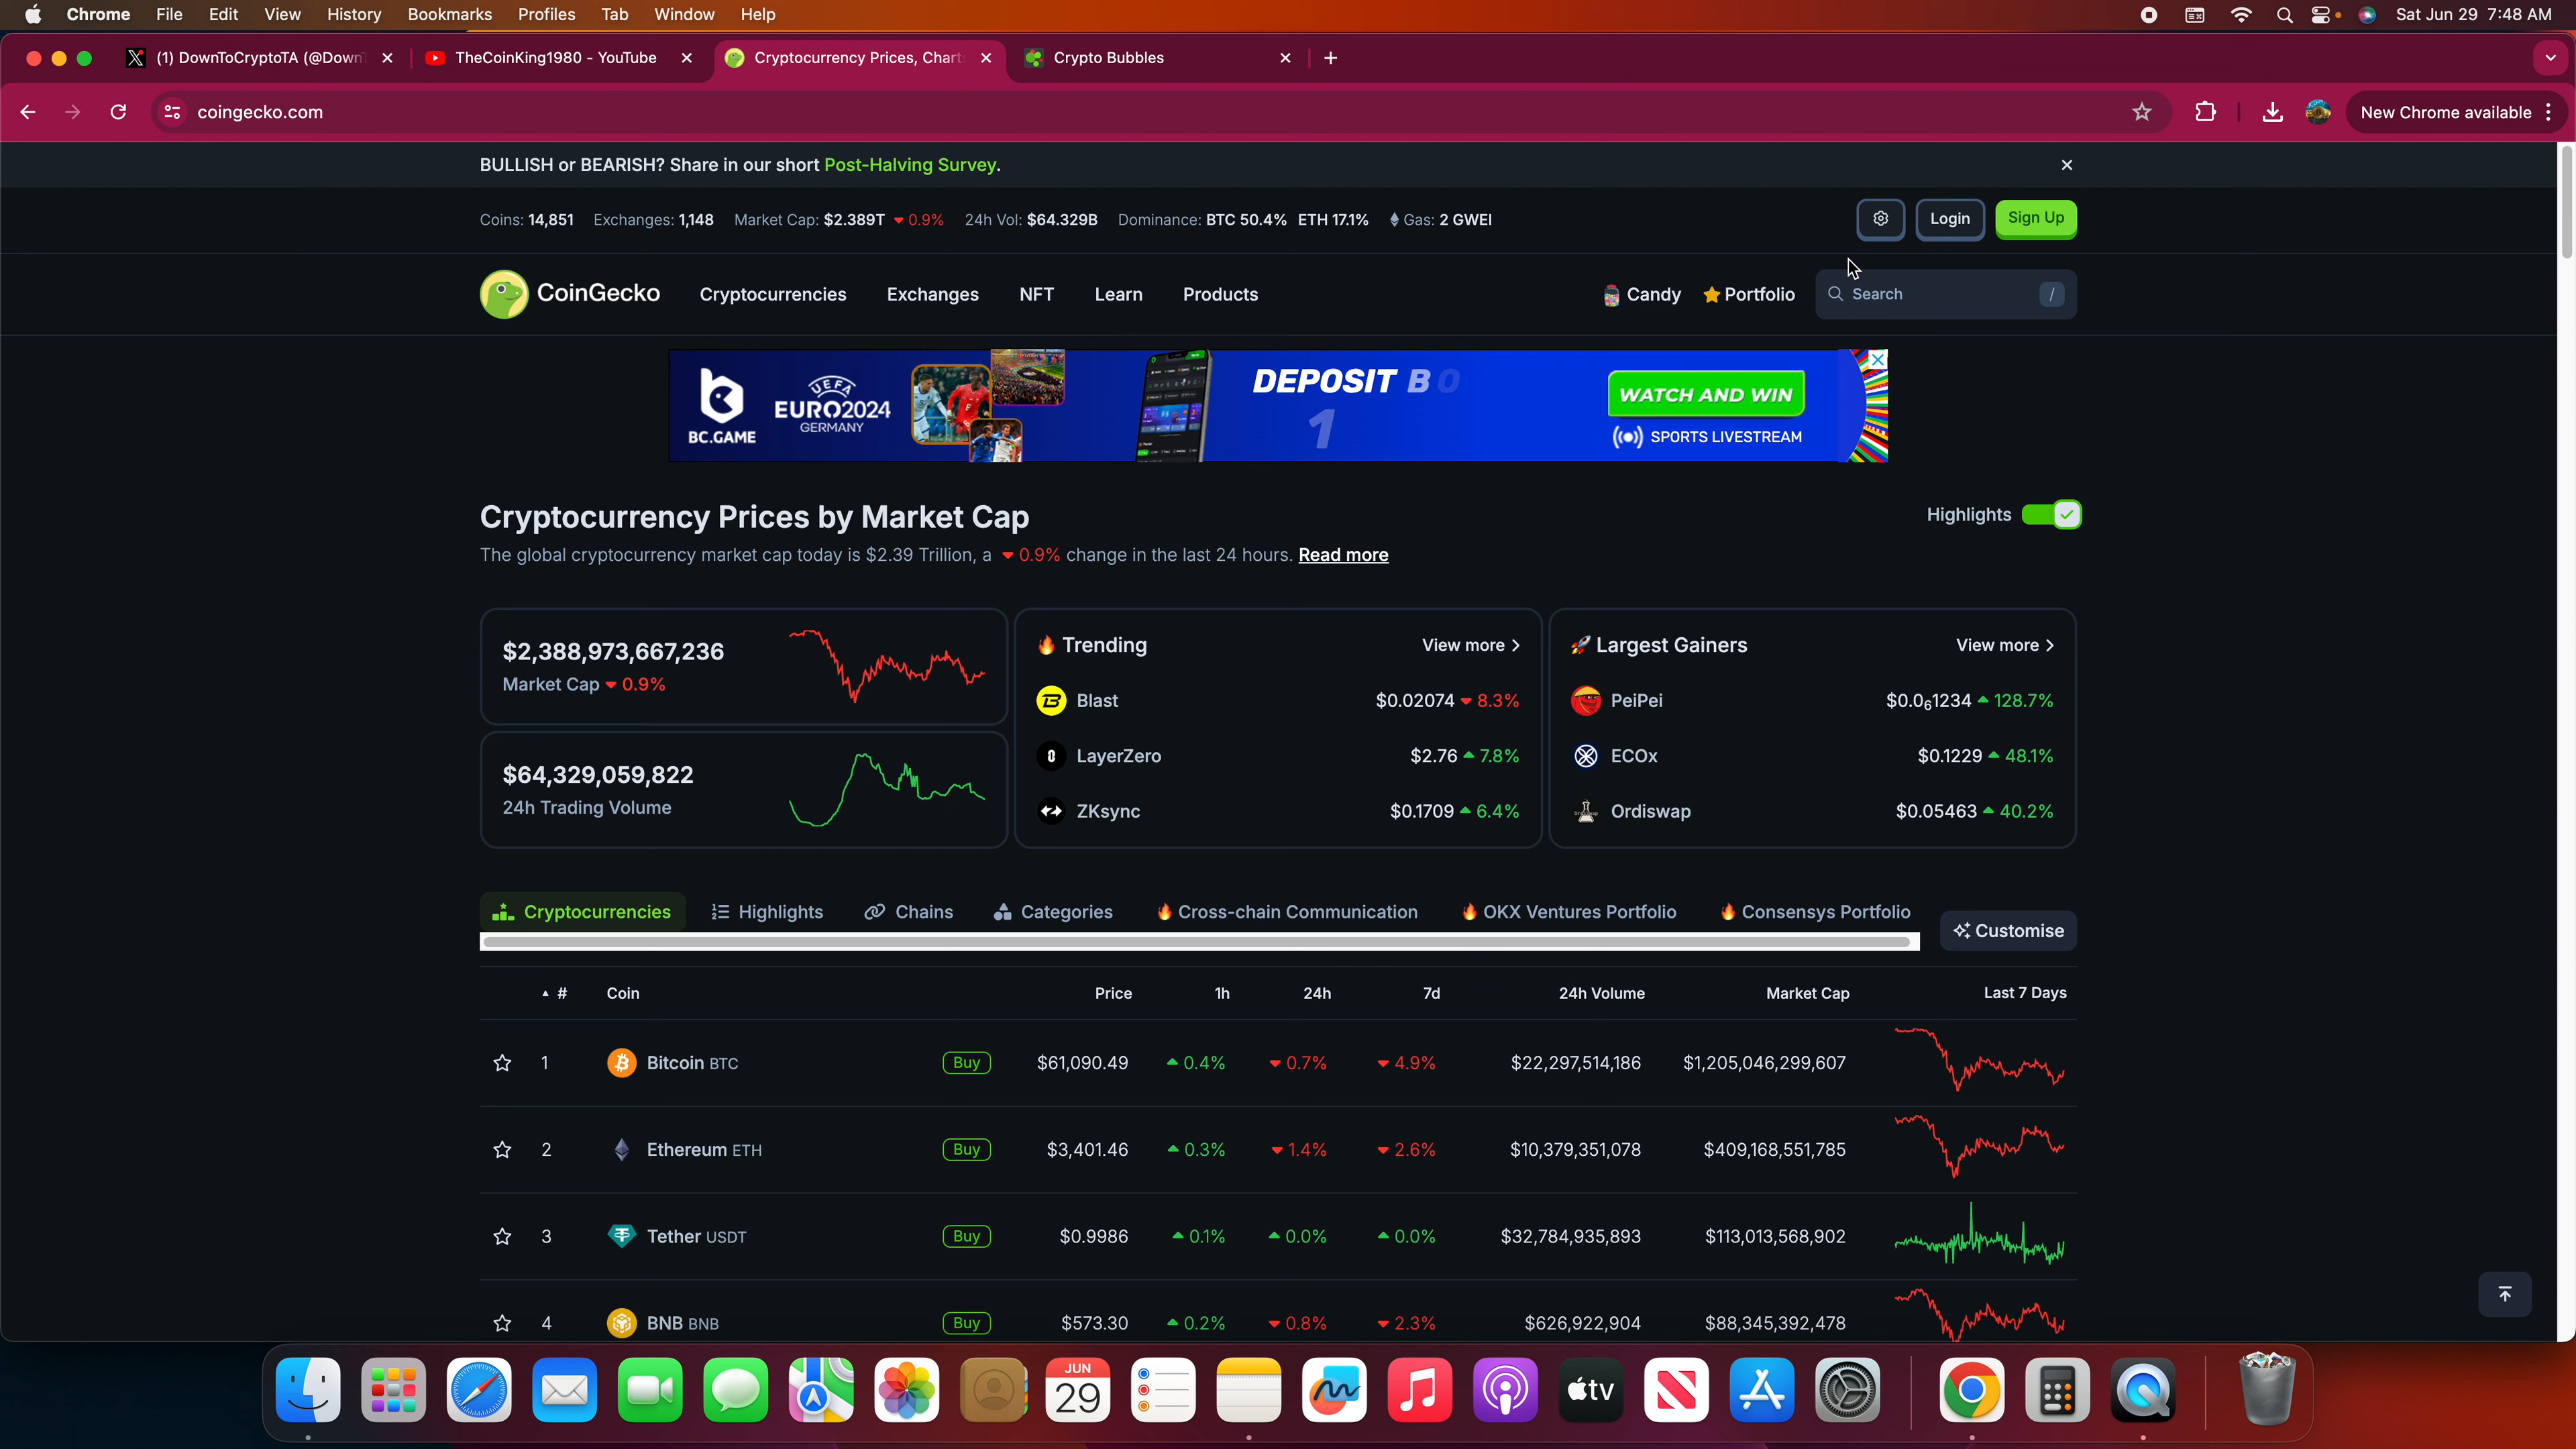 Chrome File Edit View History Bookmarks Profiles Tab Window Help Sat Jun 29 7:48 AM
(1) DownToCryptoTA (@Down TheCoinKing1980 - YouTube Cryptocurrency Prices, Chart Crypto Bubbles
coingecko.com New Chrome available
BULLISH or BEARISH? Share in our short Post-Halving Survey.
Coins: 14,851 Exchanges: 1,148 Market Cap: $2.389T 0.9% 24h Vol: $64.329B Dominance: BTC 50.4% ETH 17.1% Gas: 2 GWEI Login Sign Up
CoinGecko Cryptocurrencies Exchanges NFT Learn Products Candy Portfolio Search /
BC.GAME UEFA EURO2024 GERMANY DEPOSIT BO 1 WATCH AND WIN SPORTS LIVESTREAM
Cryptocurrency Prices by Market Cap Highlights
The global cryptocurrency market cap today is $2.39 Trillion, a 0.9% change in the last 24 hours. Read more
$2,388,973,667,236
Market Cap 0.9%
$64,329,059,822
24h Trading Volume
Trending View more
Blast $0.02074 8.3%
LayerZero $2.76 7.8%
ZKsync $0.1709 6.4%
Largest Gainers View more
PeiPei $0.0₆1234 128.7%
ECOx $0.1229 48.1%
Ordiswap $0.05463 40.2%
Cryptocurrencies Highlights Chains Categories Cross-chain Communication OKX Ventures Portfolio Consensys Portfolio Customise
# Coin Price 1h 24h 7d 24h Volume Market Cap Last 7 Days
1 Bitcoin BTC Buy $61,090.49 0.4% 0.7% 4.9% $22,297,514,186 $1,205,046,299,607
2 Ethereum ETH Buy $3,401.46 0.3% 1.4% 2.6% $10,379,351,078 $409,168,551,785
3 Tether USDT Buy $0.9986 0.1% 0.0% 0.0% $32,784,935,893 $113,013,568,902
4 BNB BNB Buy $573.30 0.2% 0.8% 2.3% $626,922,904 $88,345,392,478
JUN
29
tv